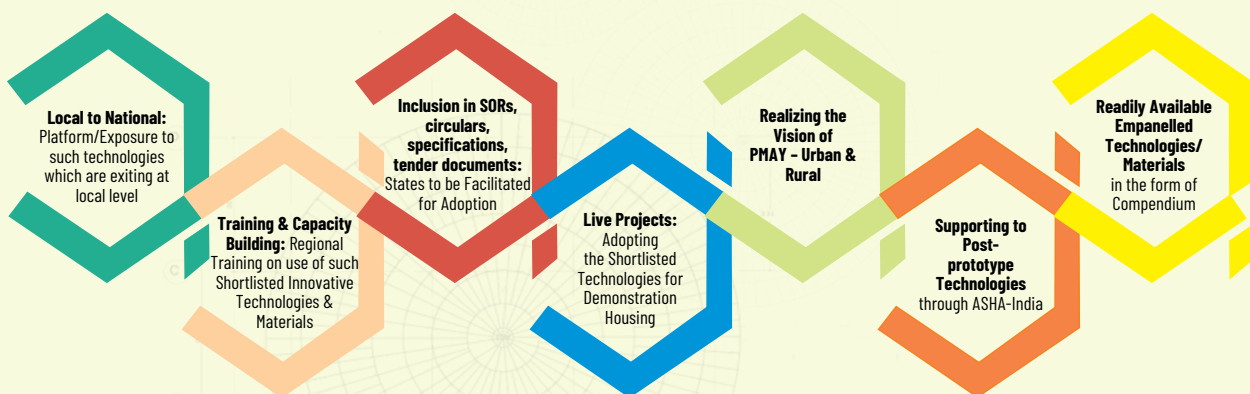 Local to National:
Platform/Exposure to
such technologies
which are exiting at
local level
Training & Capacity
Building: Regional
Training on use of such
Shortlisted Innovative
Technologies &
Materials
Inclusion in SORs,
circulars,
specifications,
tender documents:
States to be Facilitated
for Adoption
Live Projects:
Adopting
the Shortlisted
Technologies for
Demonstration
Housing
Realizing the
Vision of
PMAY – Urban &
Rural
Supporting to
Post-
prototype
Technologies
through ASHA-India
Readily Available
Empanelled
Technologies/
Materials
in the form of
Compendium